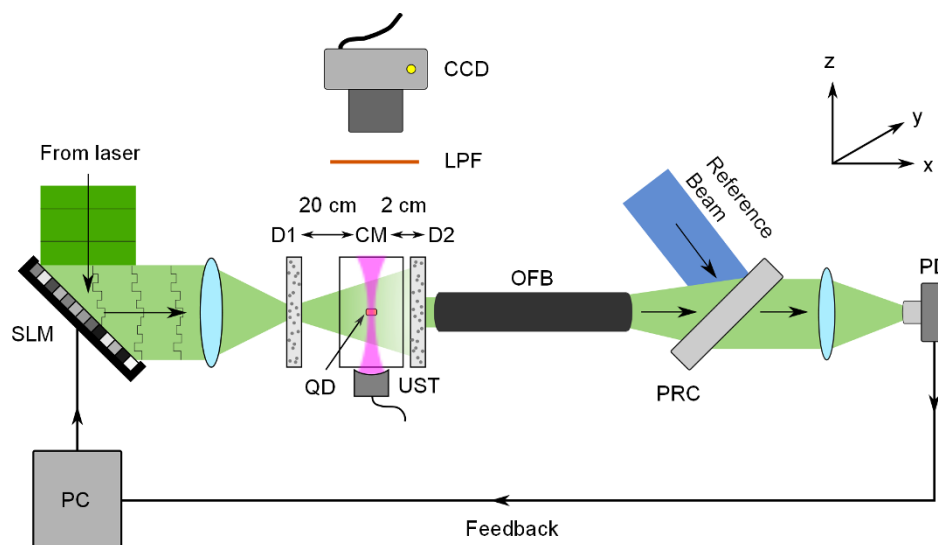 CCD
z
y
x
From laser
LPF
Reference
Beam
20 cm 2 cm
D1 CM D2
OFB
PD
SLM
QD UST
PRC
PC
Feedback